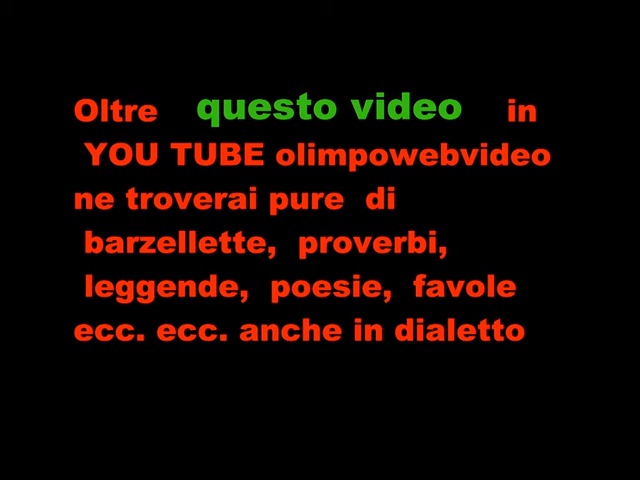 Oltre questo video in
YOU TUBE olimpowebvideo
ne troverai pure di
barzellette, proverbi,
leggende, poesie, favole
ecc. ecc. anche in dialetto